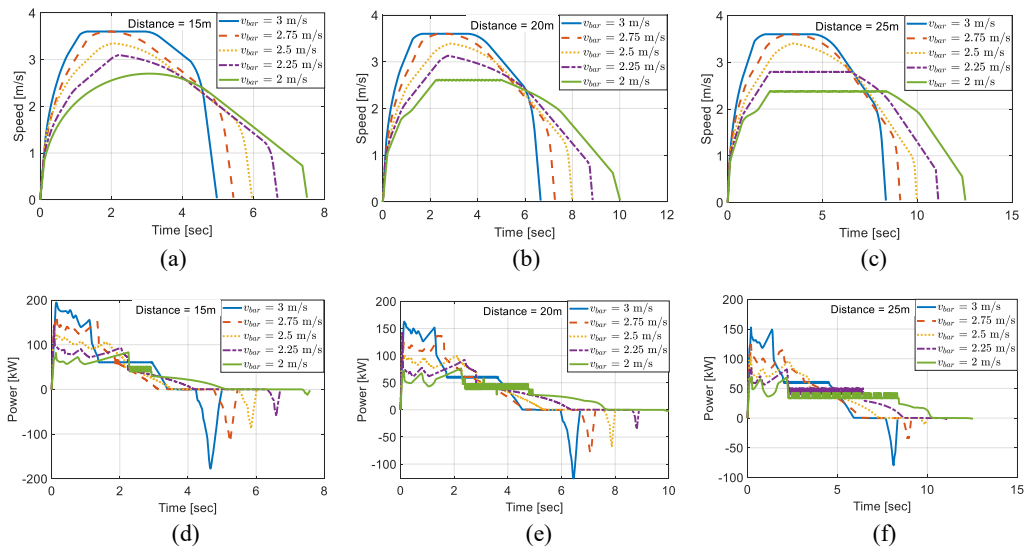 Distance = 15m
v_bar = 3 m/s
v_bar = 2.75 m/s
v_bar = 2.5 m/s
v_bar = 2.25 m/s
v_bar = 2 m/s
Speed [m/s]
4
3
2
1
0
0 2 4 6 8
Time [sec]
(a)
Distance = 20m
v_bar = 3 m/s
v_bar = 2.75 m/s
v_bar = 2.5 m/s
v_bar = 2.25 m/s
v_bar = 2 m/s
Speed [m/s]
4
3
2
1
0
0 2 4 6 8 10 12
Time [sec]
(b)
Distance = 25m
v_bar = 3 m/s
v_bar = 2.75 m/s
v_bar = 2.5 m/s
v_bar = 2.25 m/s
v_bar = 2 m/s
Speed [m/s]
4
3
2
1
0
0 5 10 15
Time [sec]
(c)
Distance = 15m
v_bar = 3 m/s
v_bar = 2.75 m/s
v_bar = 2.5 m/s
v_bar = 2.25 m/s
v_bar = 2 m/s
Power [kW]
200
100
0
-100
-200
0 2 4 6 8
Time [sec]
(d)
Distance = 20m
v_bar = 3 m/s
v_bar = 2.75 m/s
v_bar = 2.5 m/s
v_bar = 2.25 m/s
v_bar = 2 m/s
Power [kW]
200
150
100
50
0
-50
-100
0 2 4 6 8 10
Time [sec]
(e)
Distance = 25m
v_bar = 3 m/s
v_bar = 2.75 m/s
v_bar = 2.5 m/s
v_bar = 2.25 m/s
v_bar = 2 m/s
Power [kW]
200
150
100
50
0
-50
-100
0 5 10 15
Time [sec]
(f)